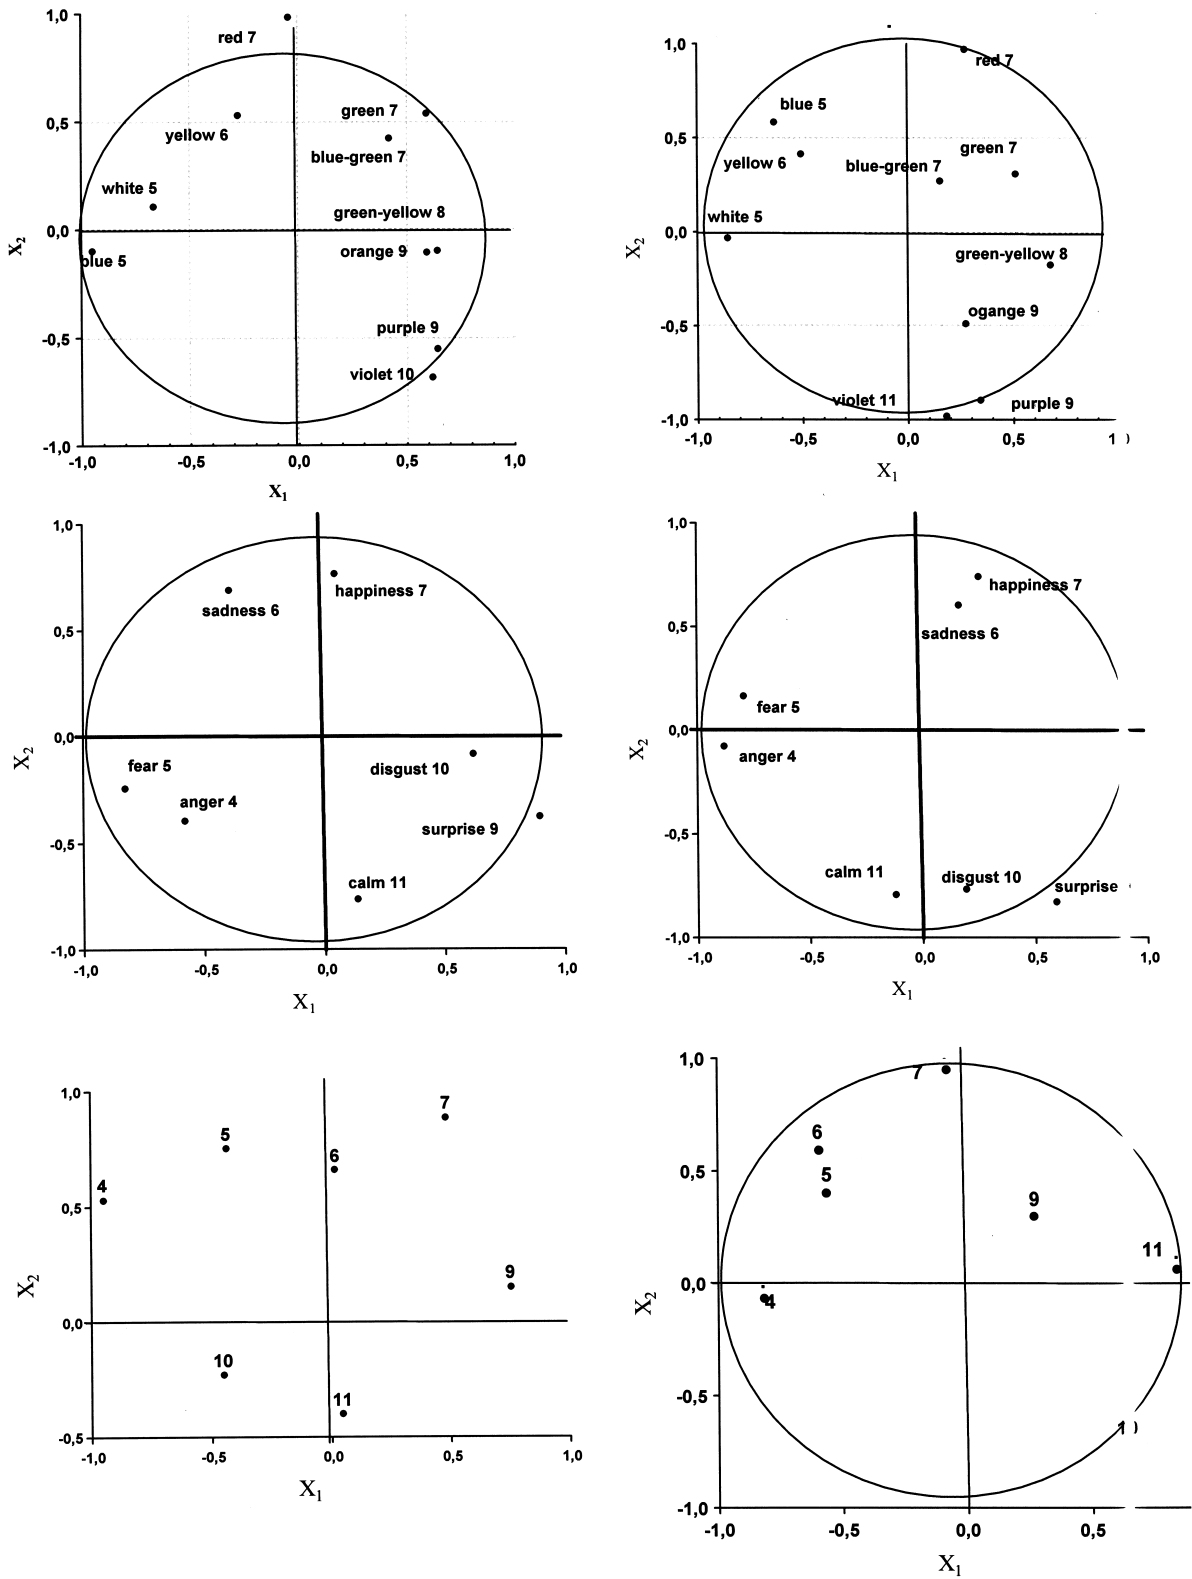 1,0
red 7
green 7
0,5
yellow 6
blue-green 7
white 5
green-yellow 8
0,0
X2
orange 9
blue 5
purple 9
-0,5
violet 10
-1,0
-1,0 -0,5 0,0 0,5 1,0
X1
1,0
red 7
blue 5
0,5
green 7
yellow 6
blue-green 7
white 5
0,0
X2
green-yellow 8
ogange 9
-0,5
violet 11
purple 9
-1,0
-1,0 -0,5 0,0 0,5
X1
1,0
happiness 7
sadness 6
0,5
0,0
X2
fear 5
disgust 10
anger 4
surprise 9
-0,5
calm 11
-1,0
-1,0 -0,5 0,0 0,5 1,0
X1
1,0
happiness 7
sadness 6
0,5
fear 5
0,0
X2
anger 4
-0,5
calm 11
disgust 10
surprise
-1,0
-1,0 -0,5 0,0 0,5 1,0
X1
1,0
7
5
6
4
0,5
X2
9
0,0
10
11
-0,5
-1,0 -0,5 0,0 0,5 1,0
X1
1,0
7
6
0,5
5
9
11
0,0
X2
4
-0,5
-1,0
-1,0 -0,5 0,0 0,5
X1